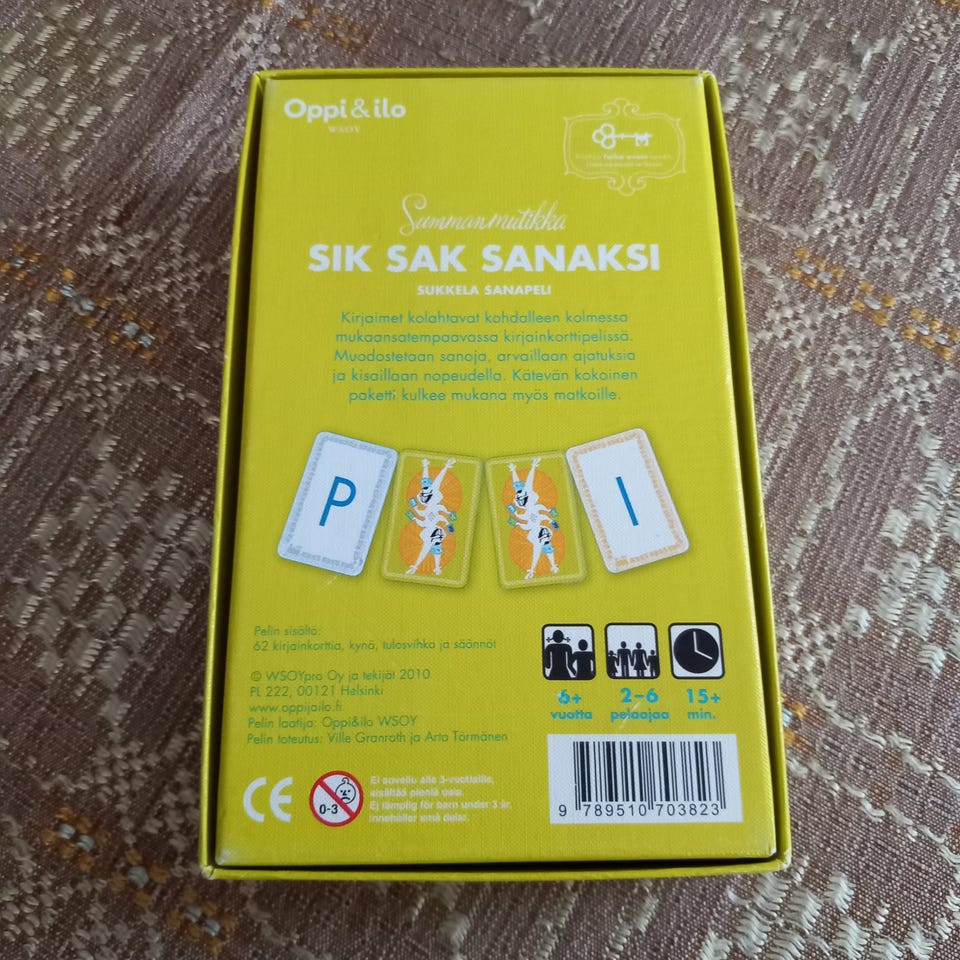 Oppi&ilo
WSOY
Summanmutikka
SIK SAK SANAKSI
SUKKELA SANAPELI
Kirjaimet kolahtavat kohdalleen kolmessa
mukaansatempaavassa kirjainkorttipelissä.
Muodostetaan sanoja, arvaillaan ajatuksia
ja kisaillaan nopeudella. Kätevän kokoinen
paketti kulkee mukana myös matkoille.
P
I
Pelin sisältö:
62 kirjainkorttia, kynä, tulosvihko ja säännöt
© WSOYpro Oy ja tekijät 2010
PL 222, 00121 Helsinki
www.oppijailo.fi
Pelin laatija: Oppi&ilo WSOY
Pelin toteutus: Ville Granroth ja Arto Törmänen
6+
vuotta
2–6
pelaajaa
15+
min.
CE
0-3
Ei sovellu alle 3-vuotiaille,
sisältää pieniä osia.
Ej lämplig för barn under 3 år,
innehåller små delar.
9 789510 703823